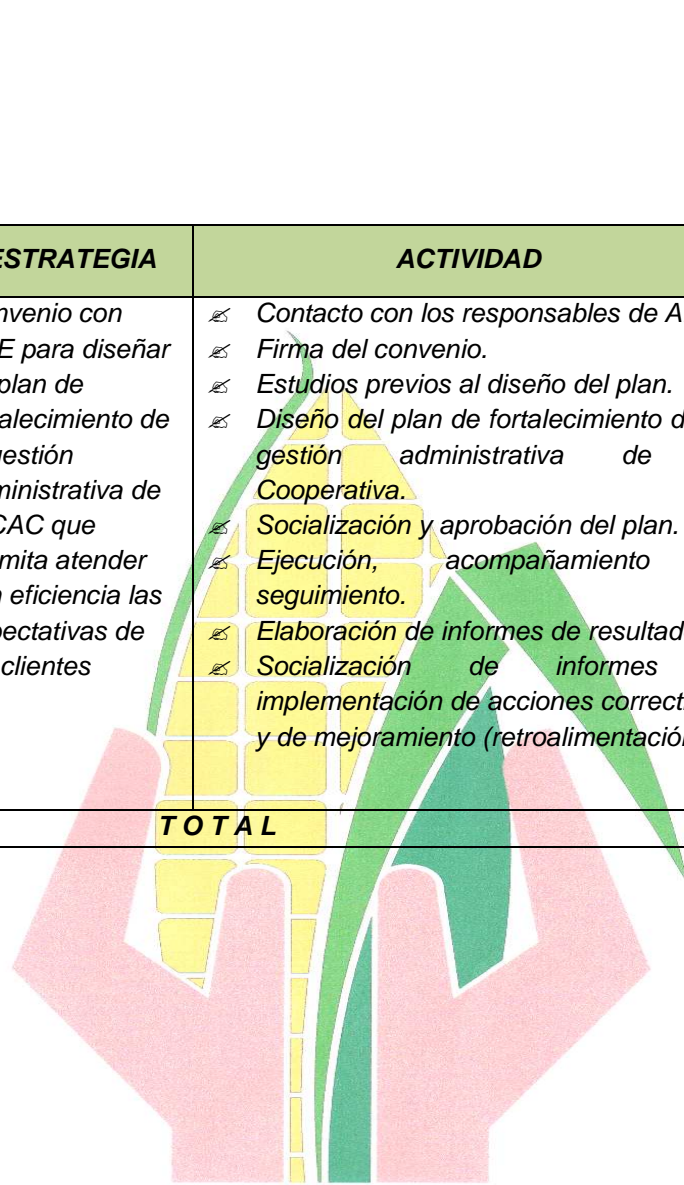 ESTRATEGIA
nvenio con
E para diseñar
plan de
alecimiento de
gestión
ministrativa de
CAC que
mita atender
n eficiencia las
pectativas de
clientes
ACTIVIDAD
Contacto con los responsables de A
Firma del convenio.
Estudios previos al diseño del plan.
Diseño del plan de fortalecimiento d
gestión administrativa de
Cooperativa.
Socialización y aprobación del plan.
Ejecución, acompañamiento
seguimiento.
Elaboración de informes de resultad
Socialización de informes
implementación de acciones correct
y de mejoramiento (retroalimentación
T O T A L